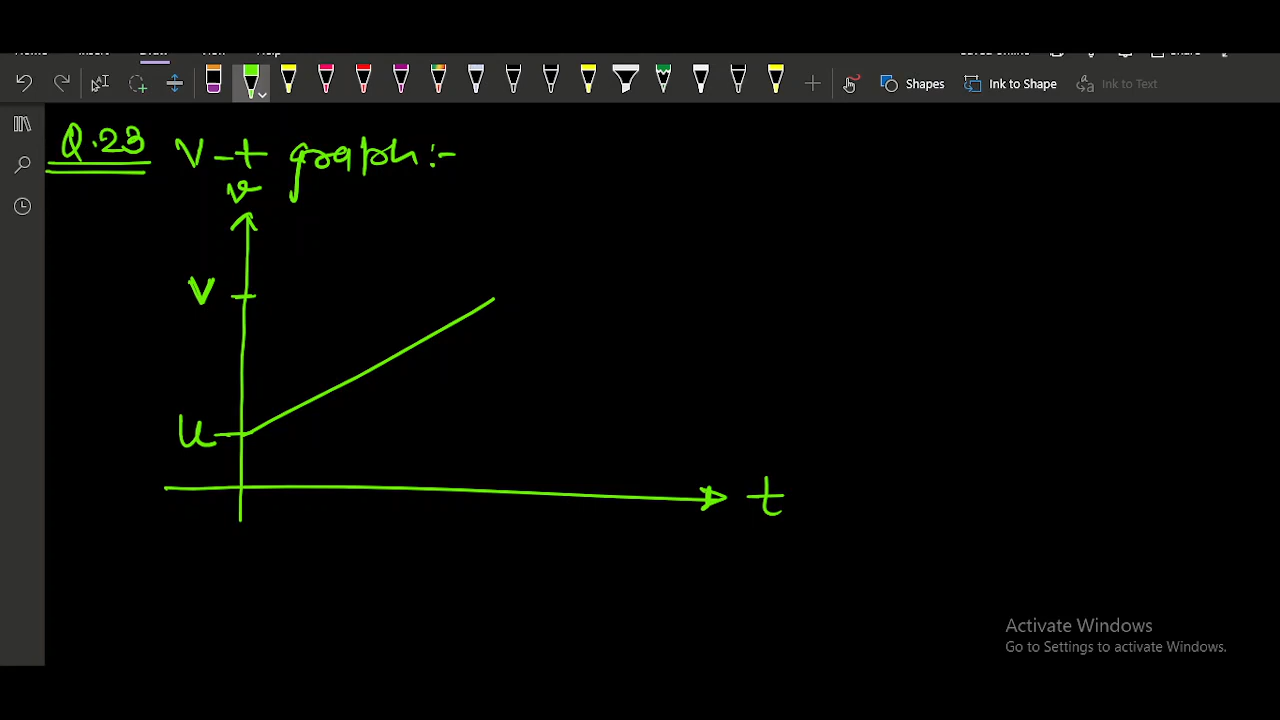 Shapes
Ink to Shape
Ink to Text
Q.23 V-t graph:-
v
V
u
t
Activate Windows
Go to Settings to activate Windows.